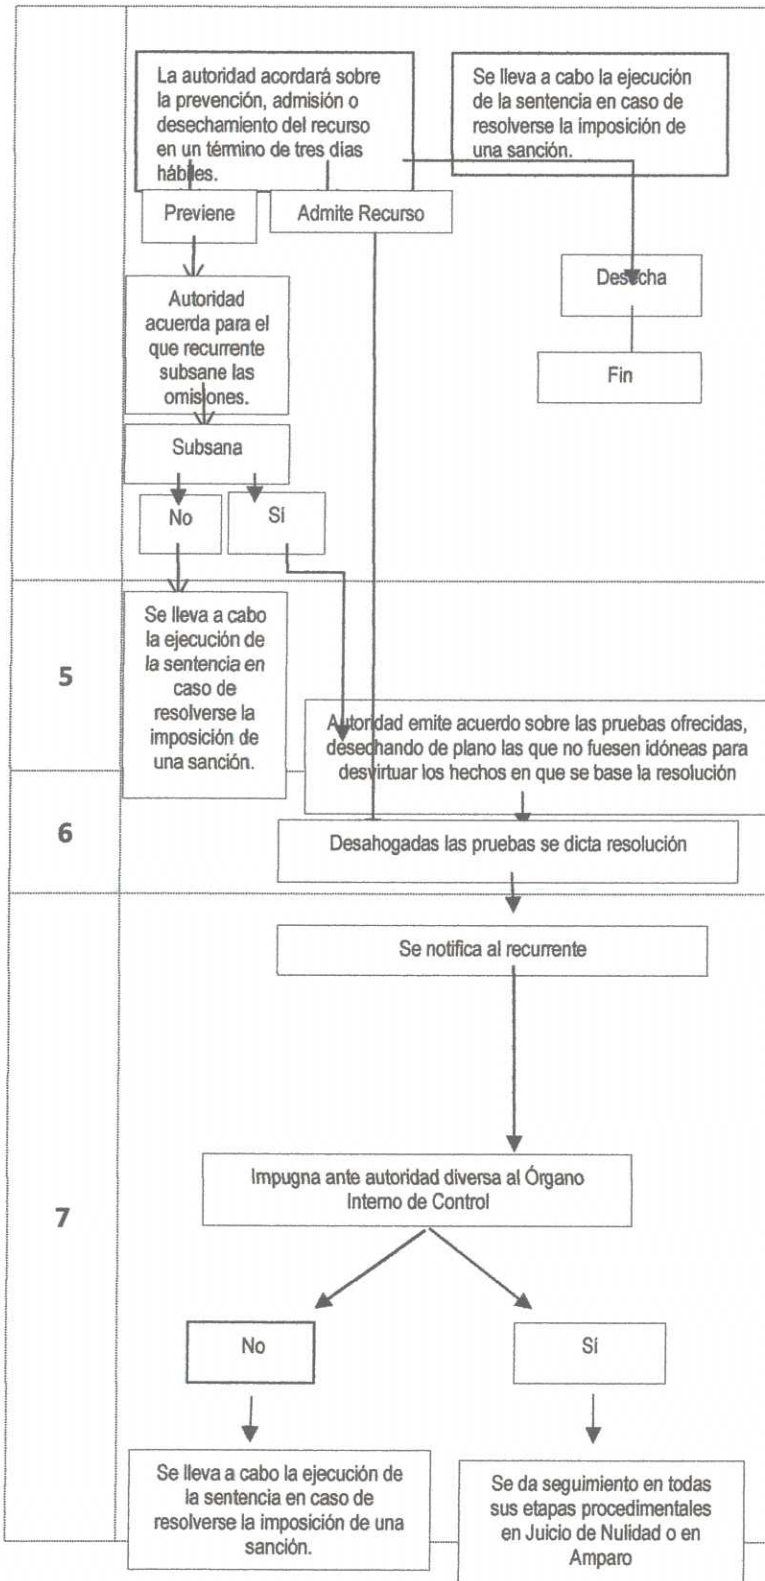 La autoridad acordará sobre
la prevención, admisión o
desechamiento del recurso
en un término de tres días
hábiles.
Se lleva a cabo la ejecución
de la sentencia en caso de
resolverse la imposición de
una sanción.
Previene
Admite Recurso
Desecha
Fin
Autoridad
acuerda para el
que recurrente
subsane las
omisiones.
Subsana
No
Sí
5
Se lleva a cabo
la ejecución de
la sentencia en
caso de
resolverse la
imposición de
una sanción.
Autoridad emite acuerdo sobre las pruebas ofrecidas,
desechando de plano las que no fuesen idóneas para
desvirtuar los hechos en que se base la resolución
6
Desahogadas las pruebas se dicta resolución
Se notifica al recurrente
7
Impugna ante autoridad diversa al Órgano
Interno de Control
No
Sí
Se lleva a cabo la ejecución de
la sentencia en caso de
resolverse la imposición de una
sanción.
Se da seguimiento en todas
sus etapas procedimentales
en Juicio de Nulidad o en
Amparo